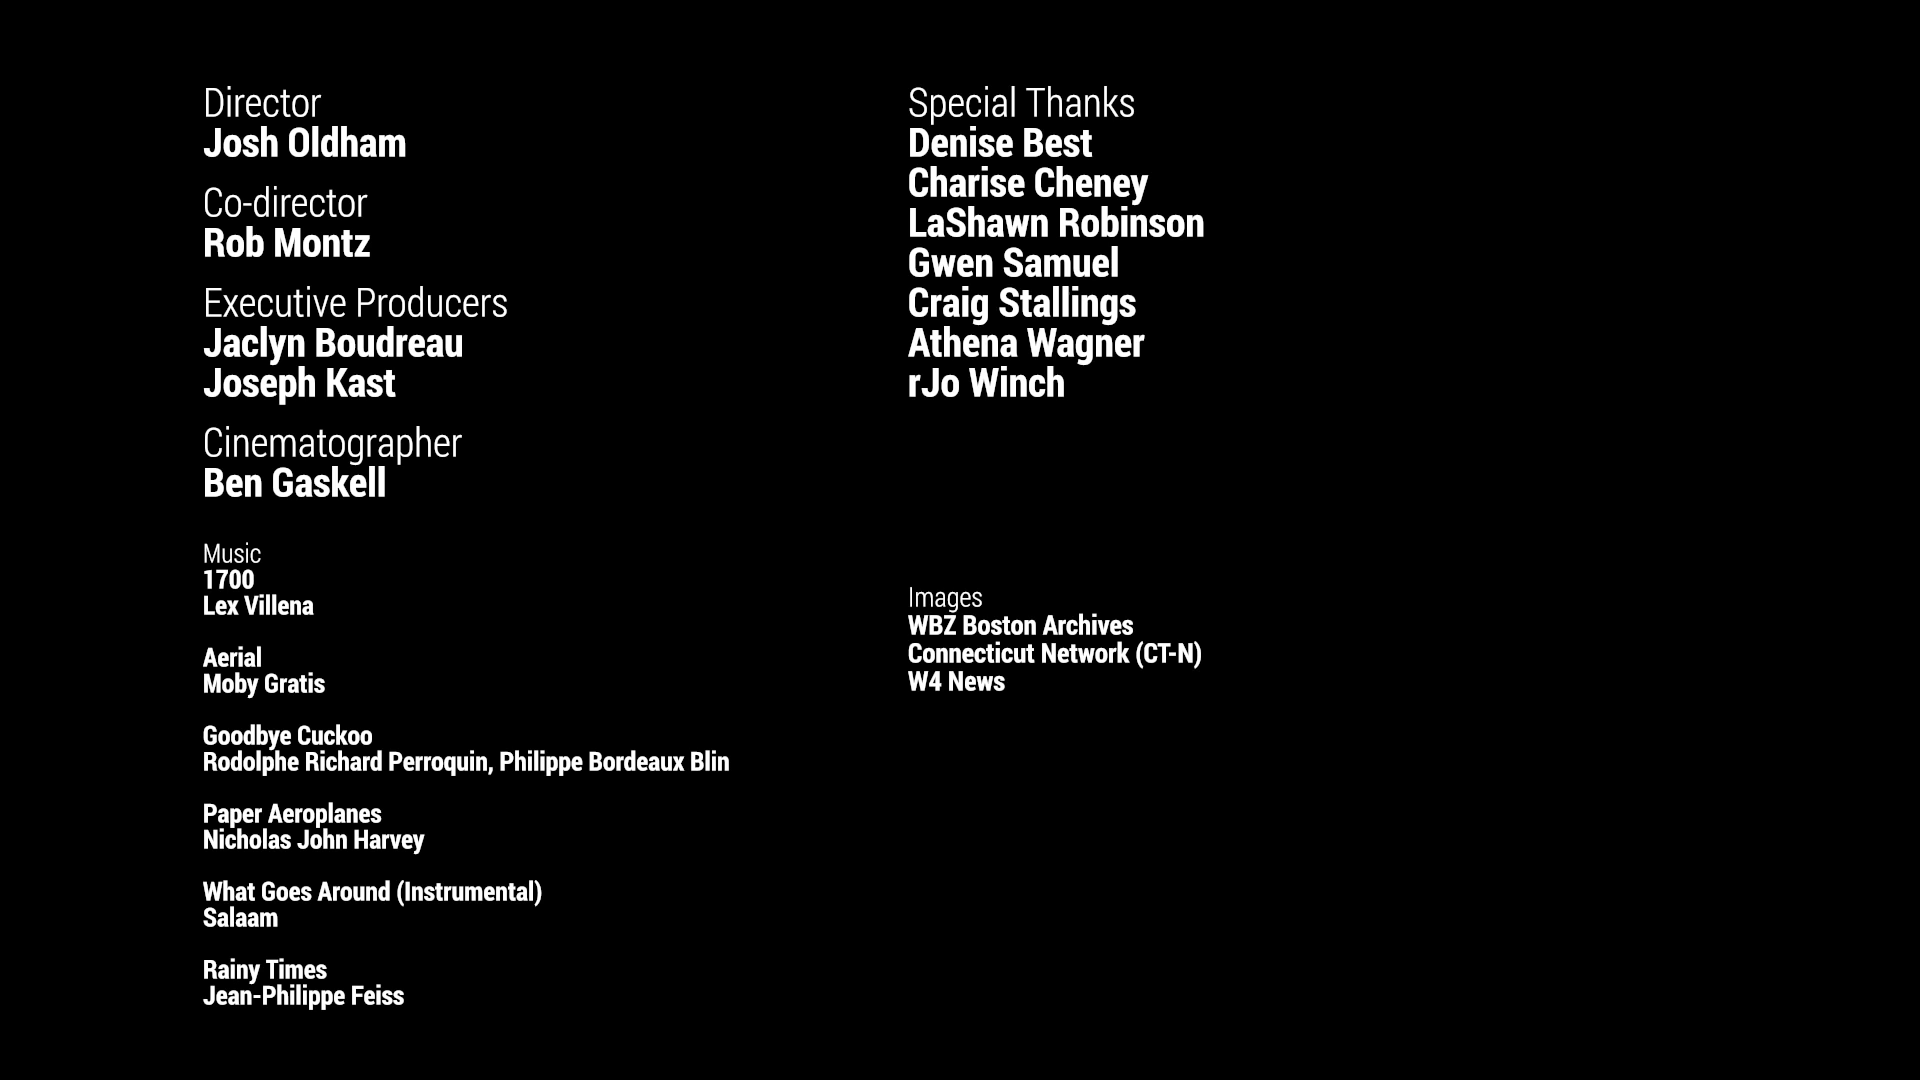 Director
Josh Oldham
Co-director
Rob Montz
Executive Producers
Jaclyn Boudreau
Joseph Kast
Cinematographer
Ben Gaskell
Music
1700
Lex Villena
Aerial
Moby Gratis
Goodbye Cuckoo
Rodolphe Richard Perroquin, Philippe Bordeaux Blin
Paper Aeroplanes
Nicholas John Harvey
What Goes Around (Instrumental)
Salaam
Rainy Times
Jean-Philippe Feiss
Special Thanks
Denise Best
Charise Cheney
LaShawn Robinson
Gwen Samuel
Craig Stallings
Athena Wagner
rJo Winch
Images
WBZ Boston Archives
Connecticut Network (CT-N)
W4 News